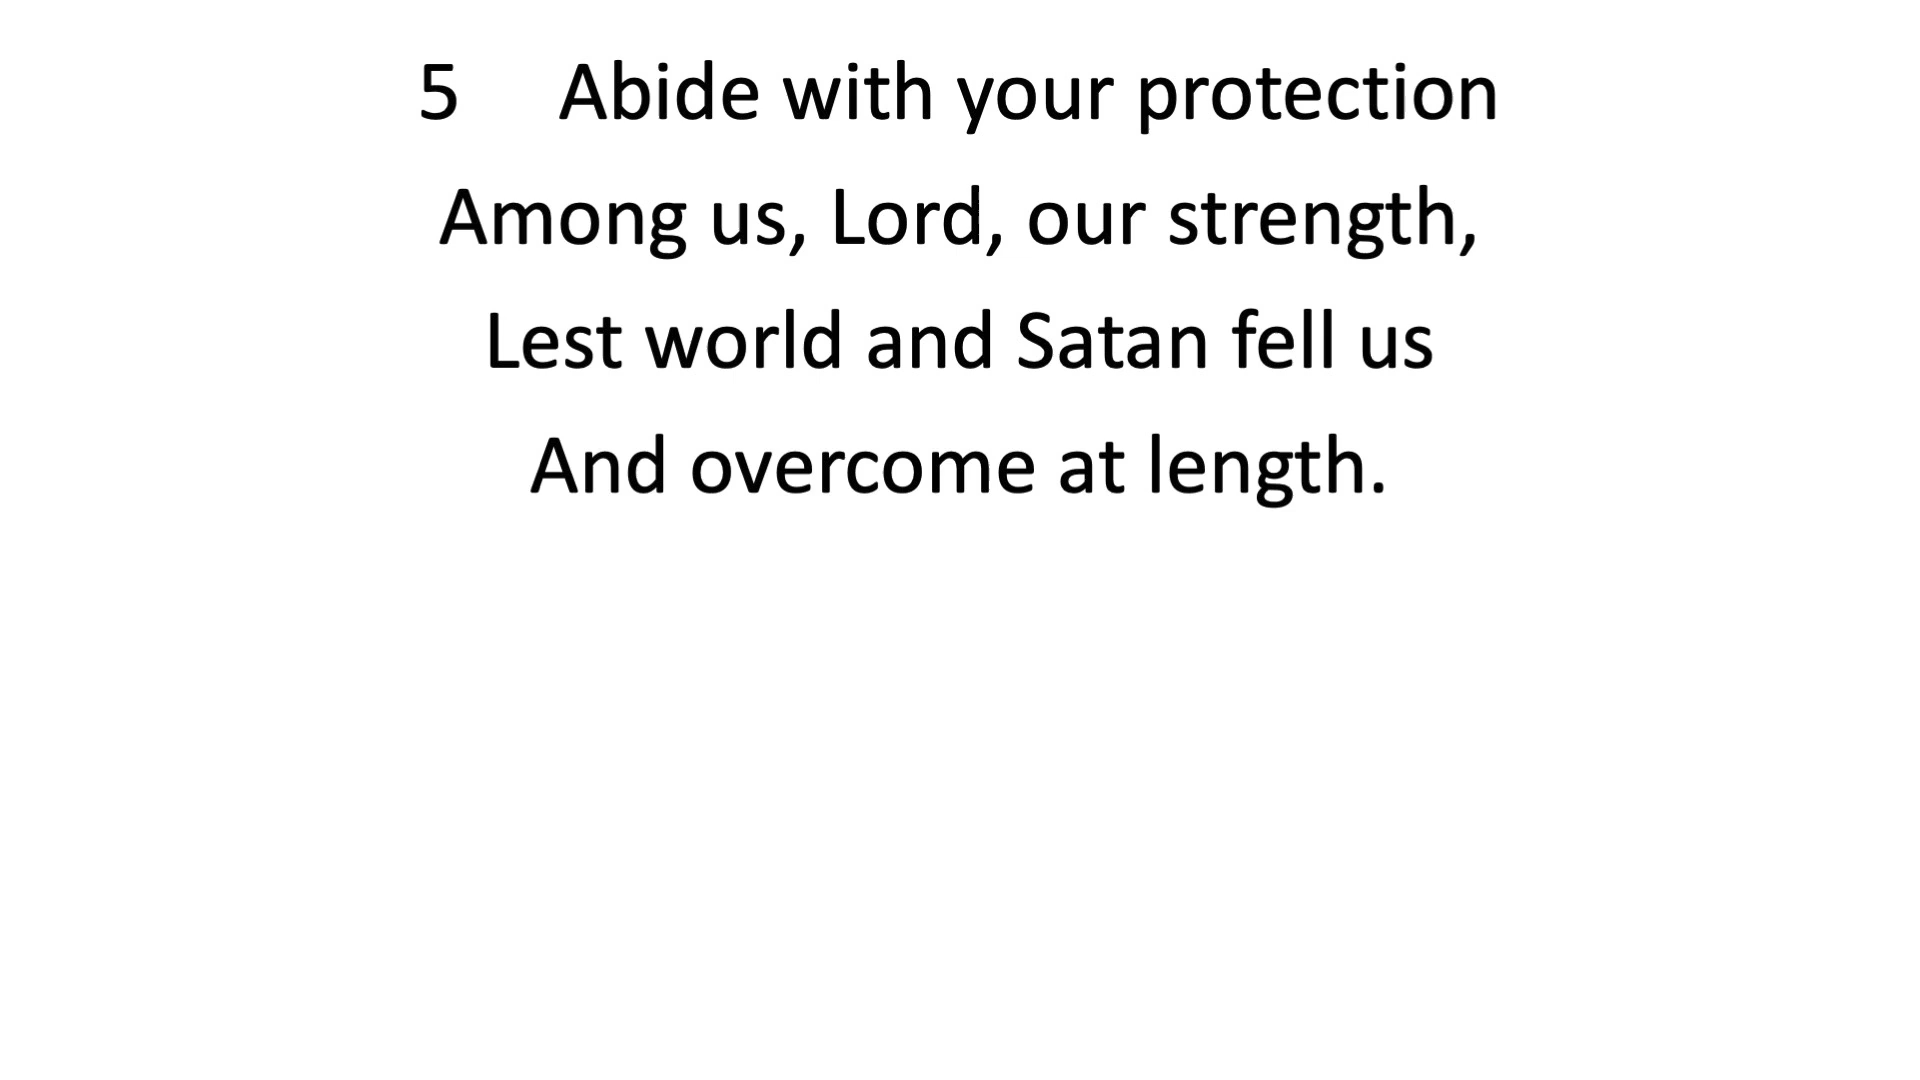 5 Abide with your protection
Among us, Lord, our strength,
Lest world and Satan fell us
And overcome at length.